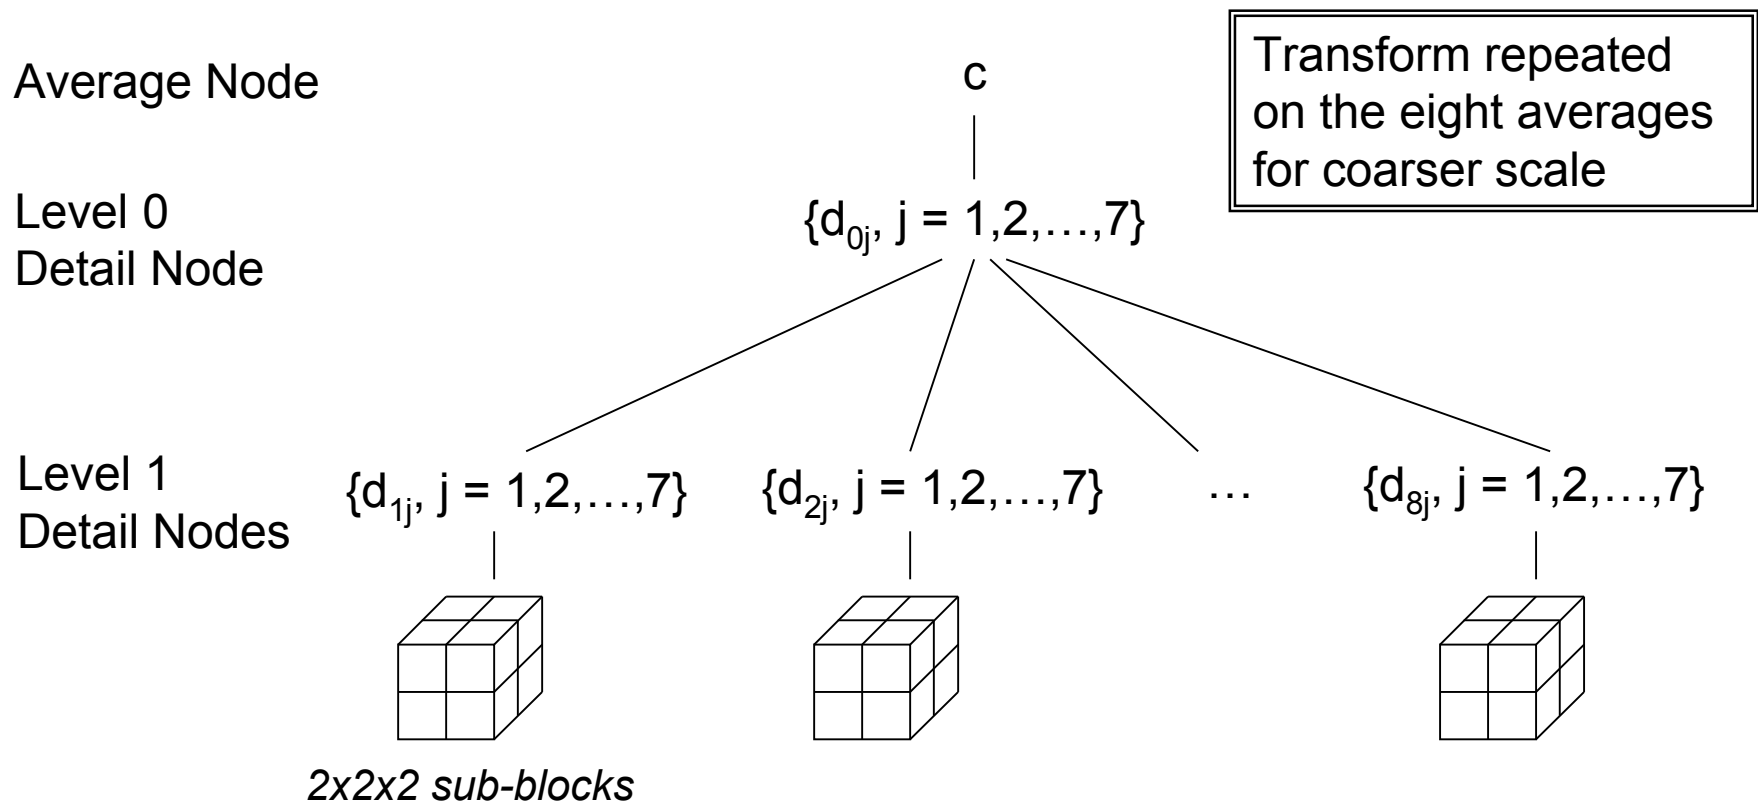 Average Node
c
Transform repeated
on the eight averages
for coarser scale
Level 0
Detail Node
{d0j, j = 1,2,…,7}
Level 1
Detail Nodes
{d1j, j = 1,2,…,7}
{d2j, j = 1,2,…,7}
…
{d8j, j = 1,2,…,7}
2x2x2 sub-blocks